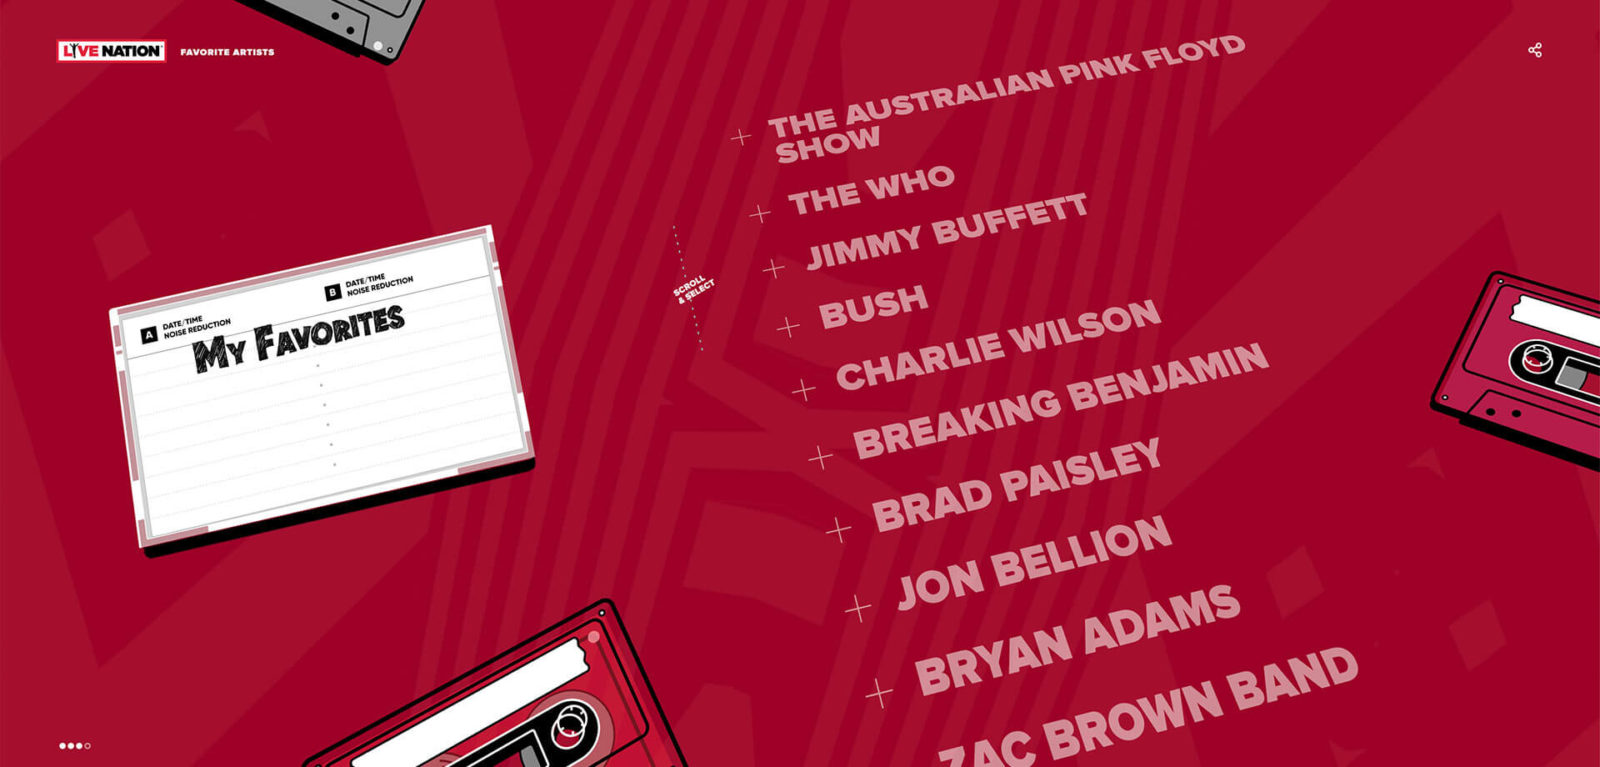 LIVE NATION
FAVORITE ARTISTS
THE AUSTRALIAN PINK FLOYD
SHOW
THE WHO
JIMMY BUFFETT
BUSH
CHARLIE WILSON
BREAKING BENJAMIN
BRAD PAISLEY
JON BELLION
BRYAN ADAMS
ZAC BROWN BAND
SCROLL
& SELECT
A
DATE/TIME
NOISE REDUCTION
B
DATE/TIME
NOISE REDUCTION
MY FAVORITES